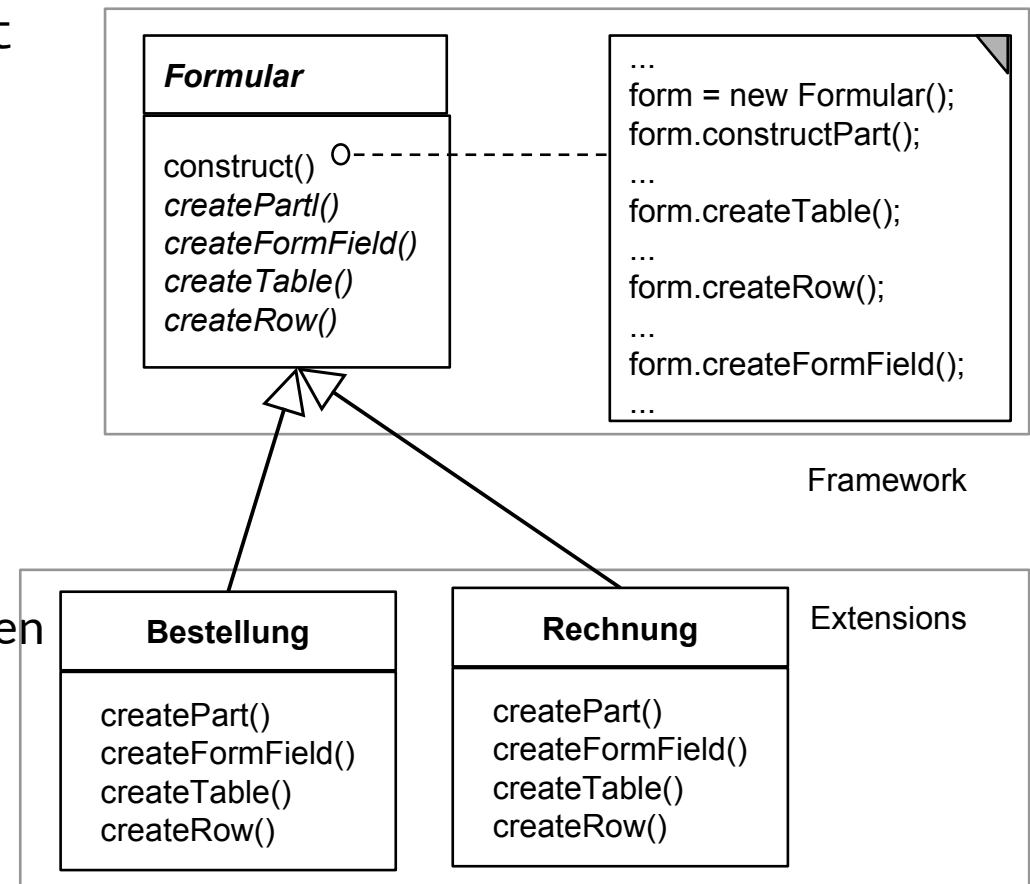 t
Formular
construct()
createPartl()
createFormField()
createTable()
createRow()
...
form = new Formular();
form.constructPart();
...
form.createTable();
...
form.createRow();
...
form.createFormField();
...
Framework
en
Bestellung
createPart()
createFormField()
createTable()
createRow()
Rechnung
createPart()
createFormField()
createTable()
createRow()
Extensions